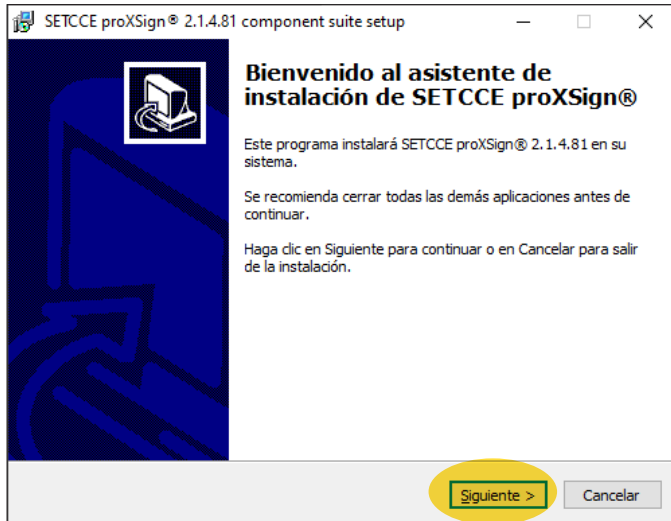 SETCCE proXSign® 2.1.4.81 component suite setup
Bienvenido al asistente de
instalación de SETCCE proXSign®
Este programa instalará SETCCE proXSign® 2.1.4.81 en su
sistema.
Se recomienda cerrar todas las demás aplicaciones antes de
continuar.
Haga clic en Siguiente para continuar o en Cancelar para salir
de la instalación.
Siguiente >
Cancelar